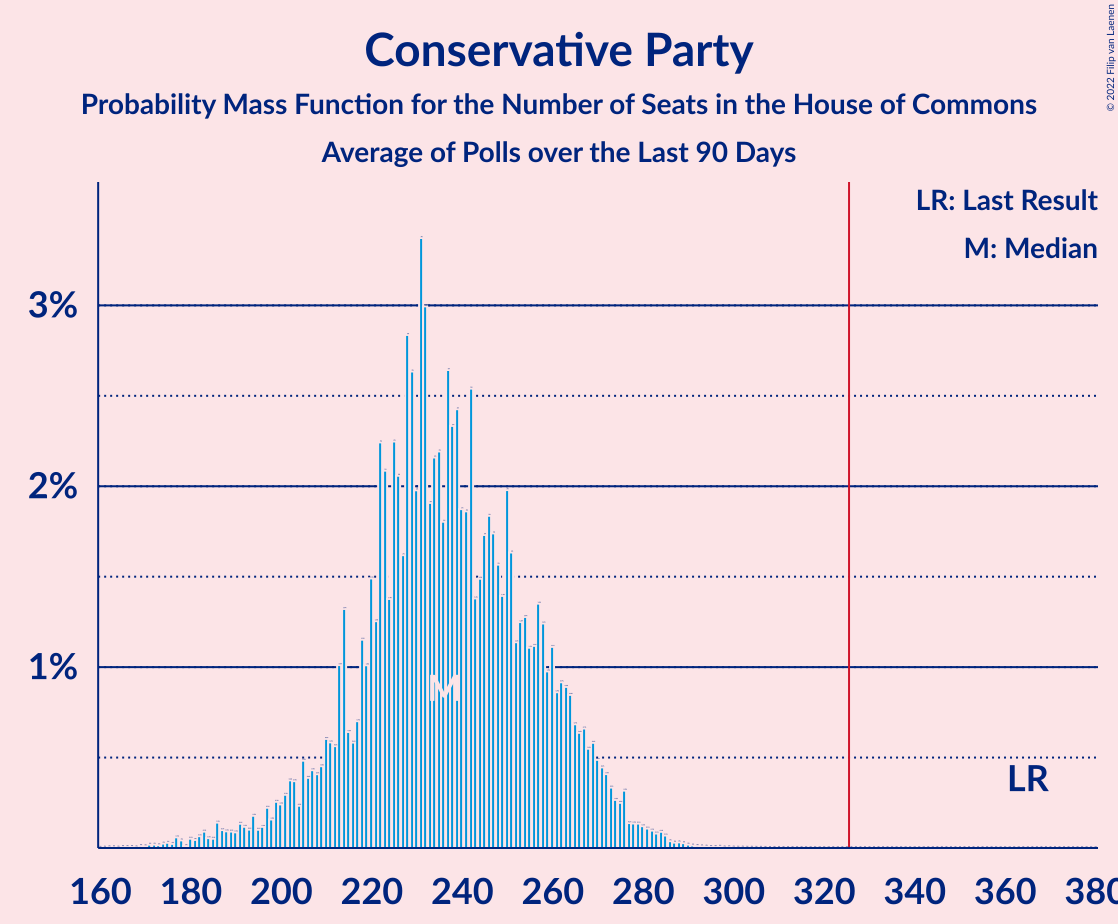 Conservative Party
Probability Mass Function for the Number of Seats in the House of Commons
Average of Polls over the Last 90 Days
© 2022 Filip van Laenen
LR: Last Result
M: Median
3%
2%
1%
M
LR
160 180 200 220 240 260 280 300 320 340 360 380